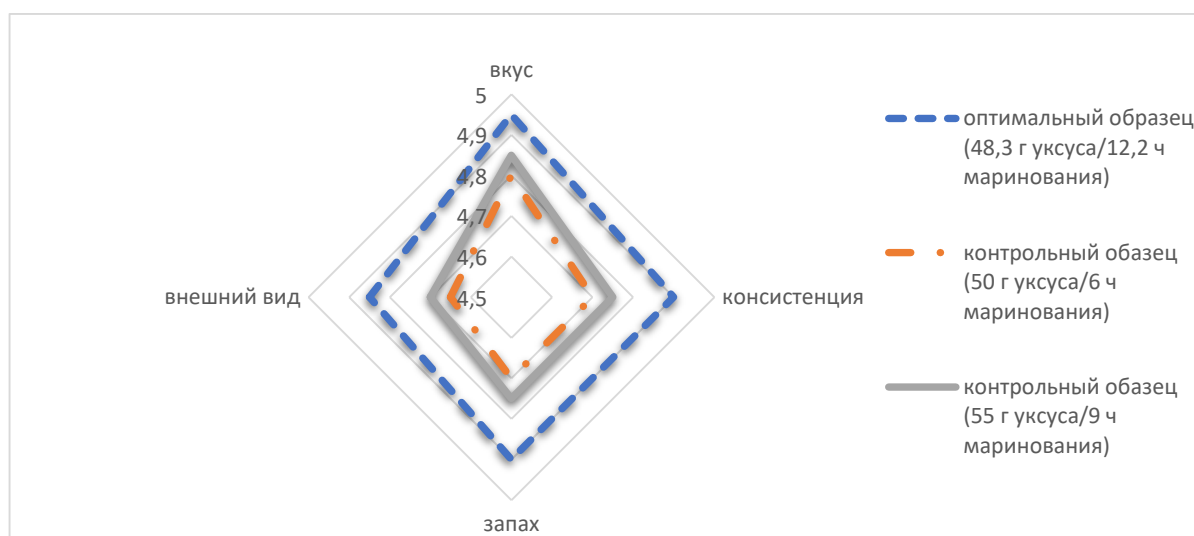 вкус
5
4,9
4,8
4,7
4,6
4,5
внешний вид
консистенция
запах
оптимальный образец
(48,3 г уксуса/12,2 ч
маринования)
контрольный обазец
(50 г уксуса/6 ч
маринования)
контрольный обазец
(55 г уксуса/9 ч
маринования)